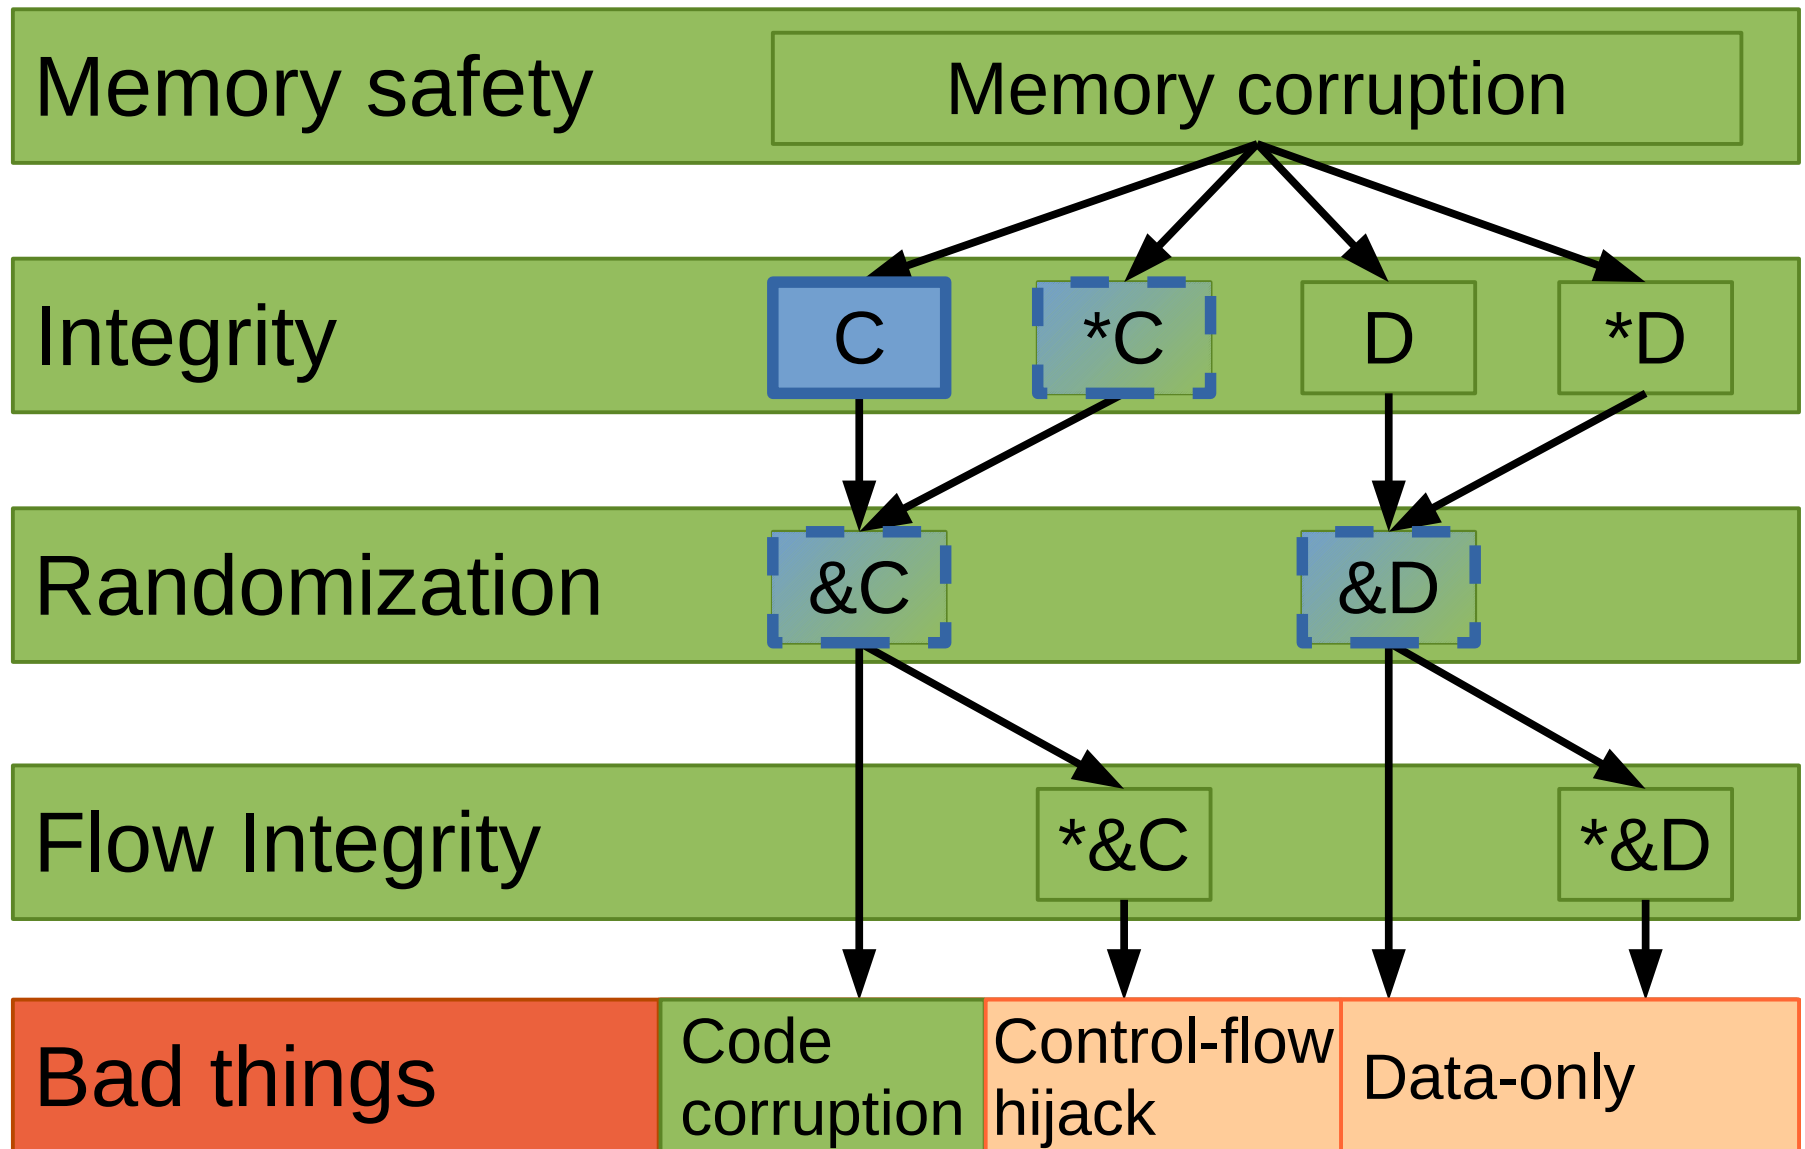 Memory safety
Memory corruption
Integrity
C
*C
D
*D
Randomization
&C
&D
Flow Integrity
*&C
*&D
Bad things
Code
corruption
Control-flow
hijack
Data-only